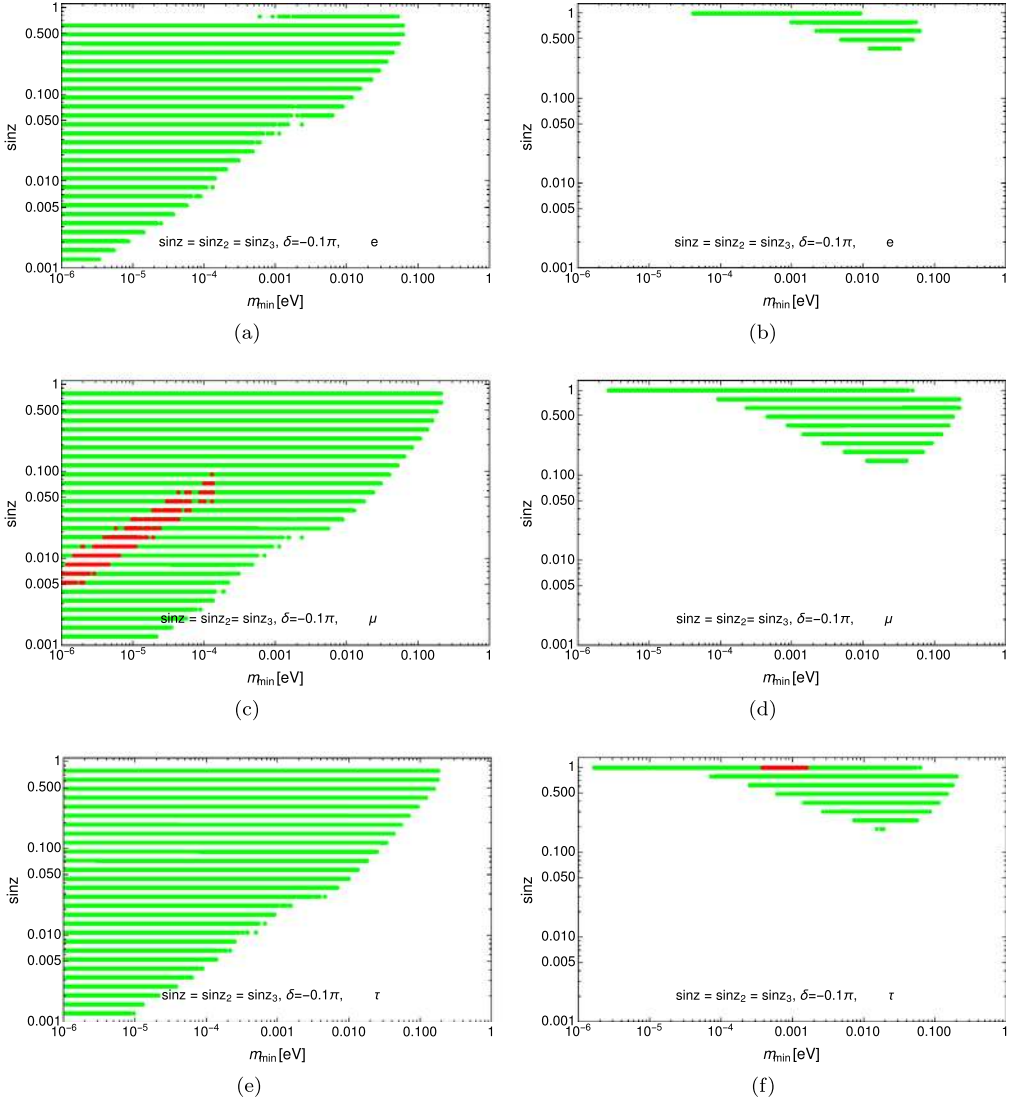 1
0.500
0.100
0.050
0.010
0.005
0.001
sinz
sinz = sinz₂ = sinz₃, δ=−0.1π, e
10⁻⁶ 10⁻⁵ 10⁻⁴ 0.001 0.010 0.100 1
m_min [eV]
(a)
1
0.500
0.100
0.050
0.010
0.005
0.001
sinz
sinz = sinz₂ = sinz₃, δ=−0.1π, e
10⁻⁶ 10⁻⁵ 10⁻⁴ 0.001 0.010 0.100 1
m_min [eV]
(b)
1
0.500
0.100
0.050
0.010
0.005
0.001
sinz
sinz = sinz₂= sinz₃, δ=−0.1π, μ
10⁻⁶ 10⁻⁵ 10⁻⁴ 0.001 0.010 0.100 1
m_min [eV]
(c)
1
0.500
0.100
0.050
0.010
0.005
0.001
sinz
sinz = sinz₂= sinz₃, δ=−0.1π, μ
10⁻⁶ 10⁻⁵ 10⁻⁴ 0.001 0.010 0.100 1
m_min [eV]
(d)
1
0.500
0.100
0.050
0.010
0.005
0.001
sinz
sinz = sinz₂ = sinz₃, δ=−0.1π, τ
10⁻⁶ 10⁻⁵ 10⁻⁴ 0.001 0.010 0.100 1
m_min [eV]
(e)
1
0.500
0.100
0.050
0.010
0.005
0.001
sinz
sinz = sinz₂ = sinz₃, δ=−0.1π, τ
10⁻⁶ 10⁻⁵ 10⁻⁴ 0.001 0.010 0.100 1
m_min [eV]
(f)